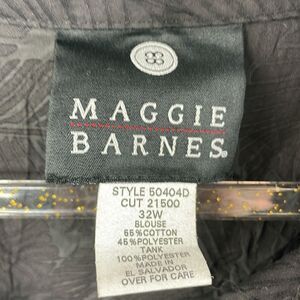 MAGGIE
BARNES®
STYLE 50404D
CUT 21500
32W
BLOUSE
55%COTTON
45%POLYESTER
TANK
100%POLYESTER
MADE IN
EL SALVADOR
OVER FOR CARE